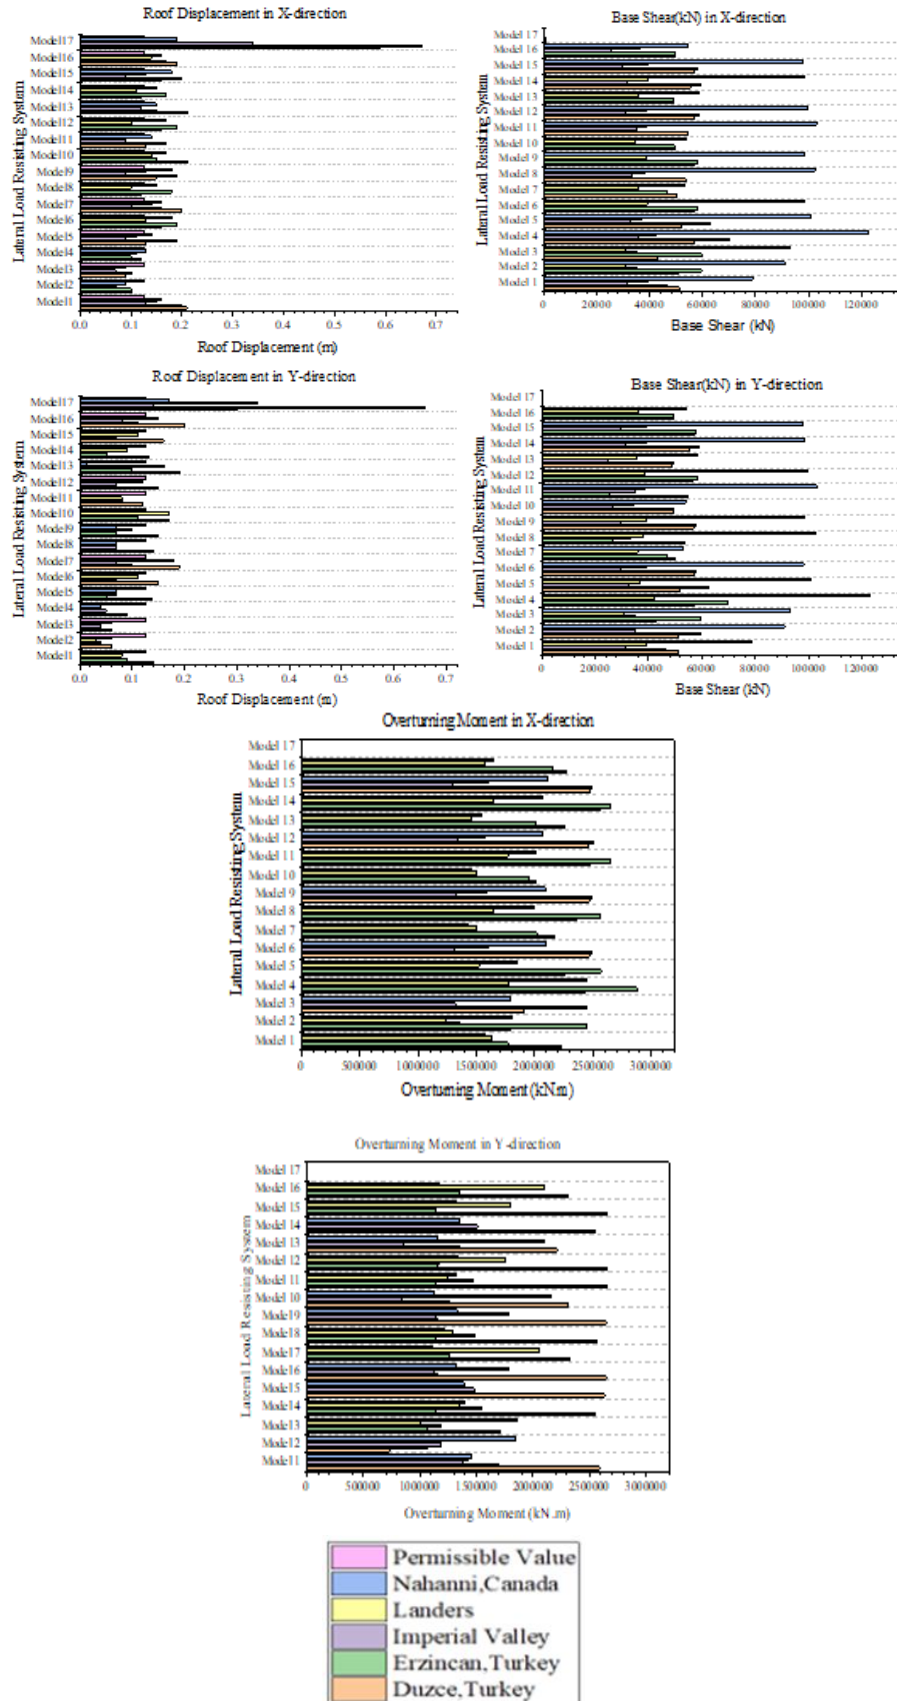 Roof Displacement in X-direction
Lateral Load Resisting System
Model17
Model16
Model15
Model14
Model13
Model12
Model11
Model10
Model9
Model8
Model7
Model6
Model5
Model4
Model3
Model2
Model1
0.0 0.1 0.2 0.3 0.4 0.5 0.6 0.7
Roof Displacement (m)
Base Shear(kN) in X-direction
Lateral Load Resisting System
Model 17
Model 16
Model 15
Model 14
Model 13
Model 12
Model 11
Model 10
Model 9
Model 8
Model 7
Model 6
Model 5
Model 4
Model 3
Model 2
Model 1
0 20000 40000 60000 80000 100000 120000
Base Shear (kN)
Roof Displacement in Y-direction
Lateral Load Resisting System
Model17
Model16
Model15
Model14
Model13
Model12
Model11
Model10
Model9
Model8
Model7
Model6
Model5
Model4
Model3
Model2
Model1
0.0 0.1 0.2 0.3 0.4 0.5 0.6 0.7
Roof Displacement (m)
Base Shear(kN) in Y-direction
Lateral Load Resisting System
Model 17
Model 16
Model 15
Model 14
Model 13
Model 12
Model 11
Model 10
Model 9
Model 8
Model 7
Model 6
Model 5
Model 4
Model 3
Model 2
Model 1
0 20000 40000 60000 80000 100000 120000
Base Shear (kN)
Overturning Moment in X-direction
Lateral Load Resisting System
Model 17
Model 16
Model 15
Model 14
Model 13
Model 12
Model 11
Model 10
Model 9
Model 8
Model 7
Model 6
Model 5
Model 4
Model 3
Model 2
Model 1
0 500000 1000000 1500000 2000000 2500000 3000000
Overturning Moment (kN.m)
Overturning Moment in Y-direction
Lateral Load Resisting System
Model 17
Model 16
Model 15
Model 14
Model 13
Model 12
Model 11
Model 10
Model9
Model8
Model7
Model6
Model5
Model4
Model3
Model2
Model1
0 500000 1000000 1500000 2000000 2500000 3000000
Overturning Moment (kN.m)
Permissible Value
Nahanni,Canada
Landers
Imperial Valley
Erzincan,Turkey
Duzce,Turkey